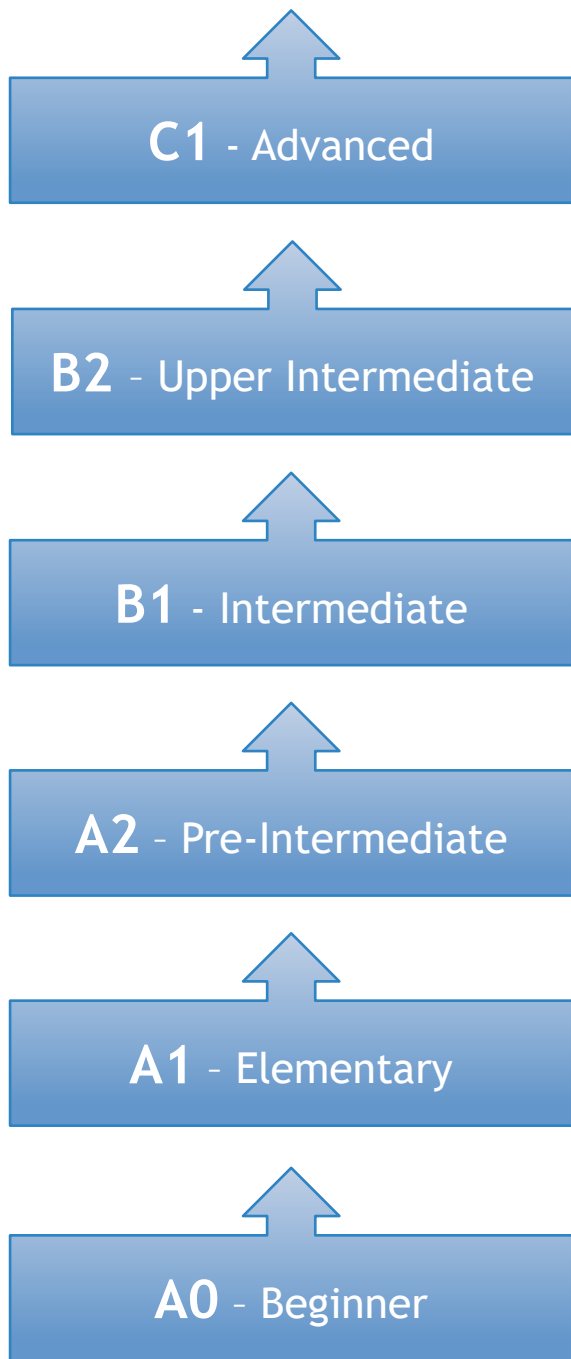 C1 - Advanced
B2 – Upper Intermediate
B1 - Intermediate
A2 – Pre-Intermediate
A1 – Elementary
A0 – Beginner